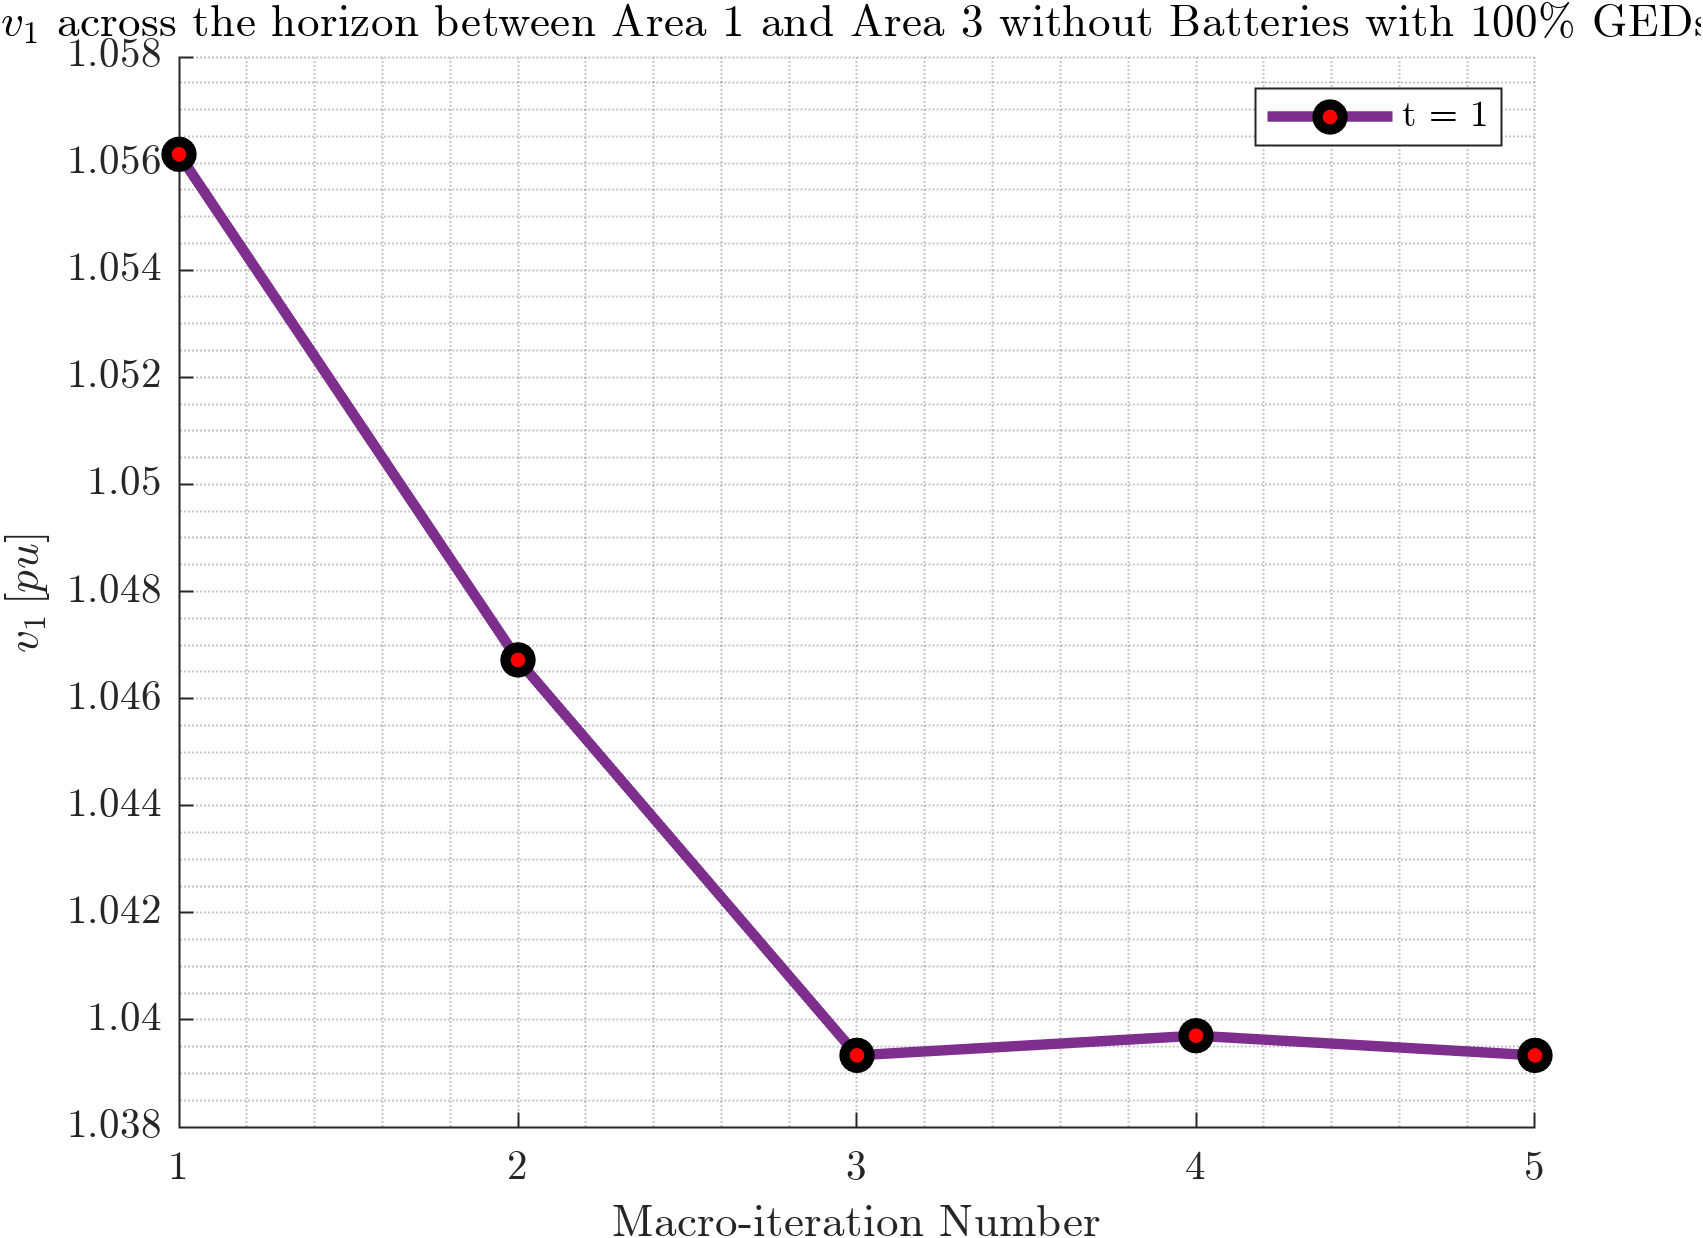 v₁ across the horizon between Area 1 and Area 3 without Batteries with 100% GEDs
t = 1
1.058
1.056
1.054
1.052
1.05
1.048
1.046
1.044
1.042
1.04
1.038
v₁ [pu]
1 2 3 4 5
Macro-iteration Number